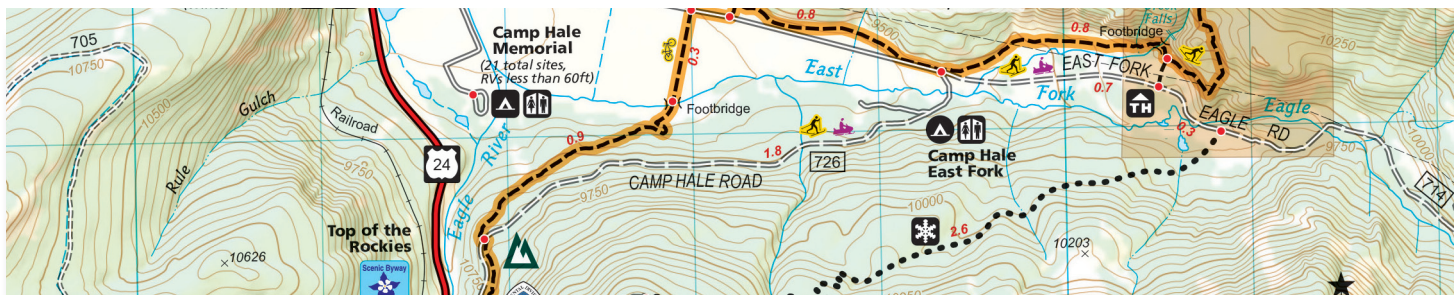 705
10750
10500
Gulch
Rule
Railroad
9750
24
Camp Hale
Memorial
(21 total sites,
RVs less than 60ft)
Eagle River
Top of the
Rockies
Scenic Byway
10626
0.3
0.8
9500
Footbridge
0.9
9750
1.8
CAMP HALE ROAD
726
East Fork
Eagle
Camp Hale
East Fork
10000
2.6
10203
0.8
Footbridge
Falls)
EAST FORK
0.7
TH
0.3
EAGLE RD
10250
9750
10000
714